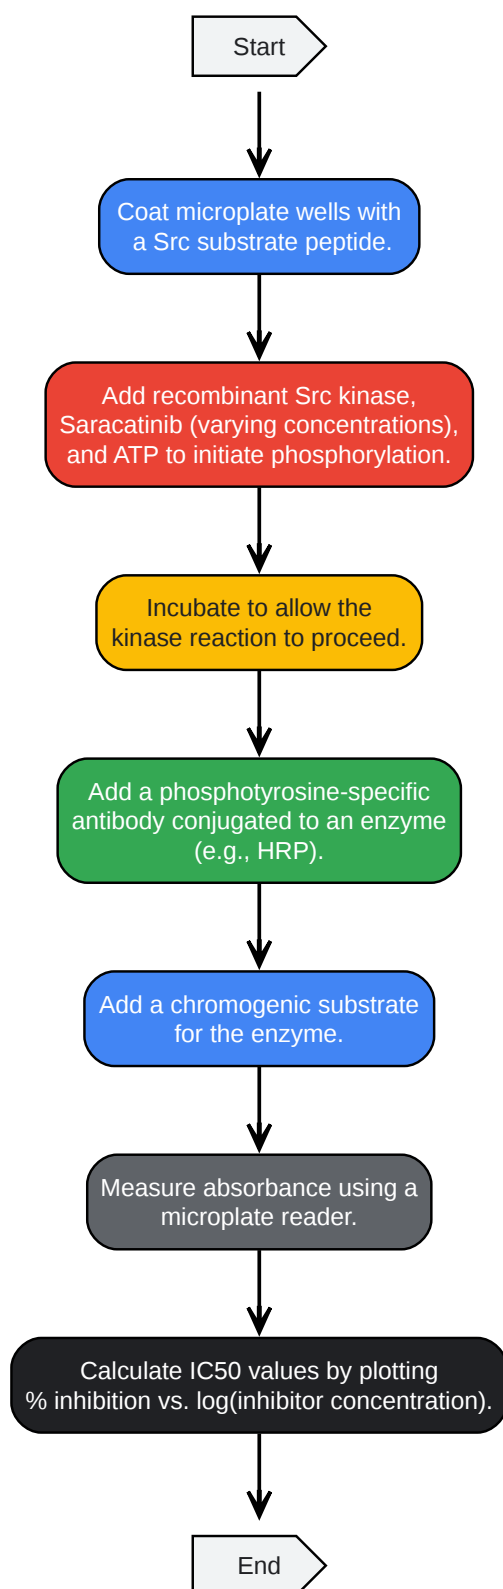 Start
Coat microplate wells with
a Src substrate peptide.
Add recombinant Src kinase,
Saracatinib (varying concentrations),
and ATP to initiate phosphorylation.
Incubate to allow the
kinase reaction to proceed.
Add a phosphotyrosine-specific
antibody conjugated to an enzyme
(e.g., HRP).
Add a chromogenic substrate
for the enzyme.
Measure absorbance using a
microplate reader.
Calculate IC50 values by plotting
% inhibition vs. log(inhibitor concentration).
End